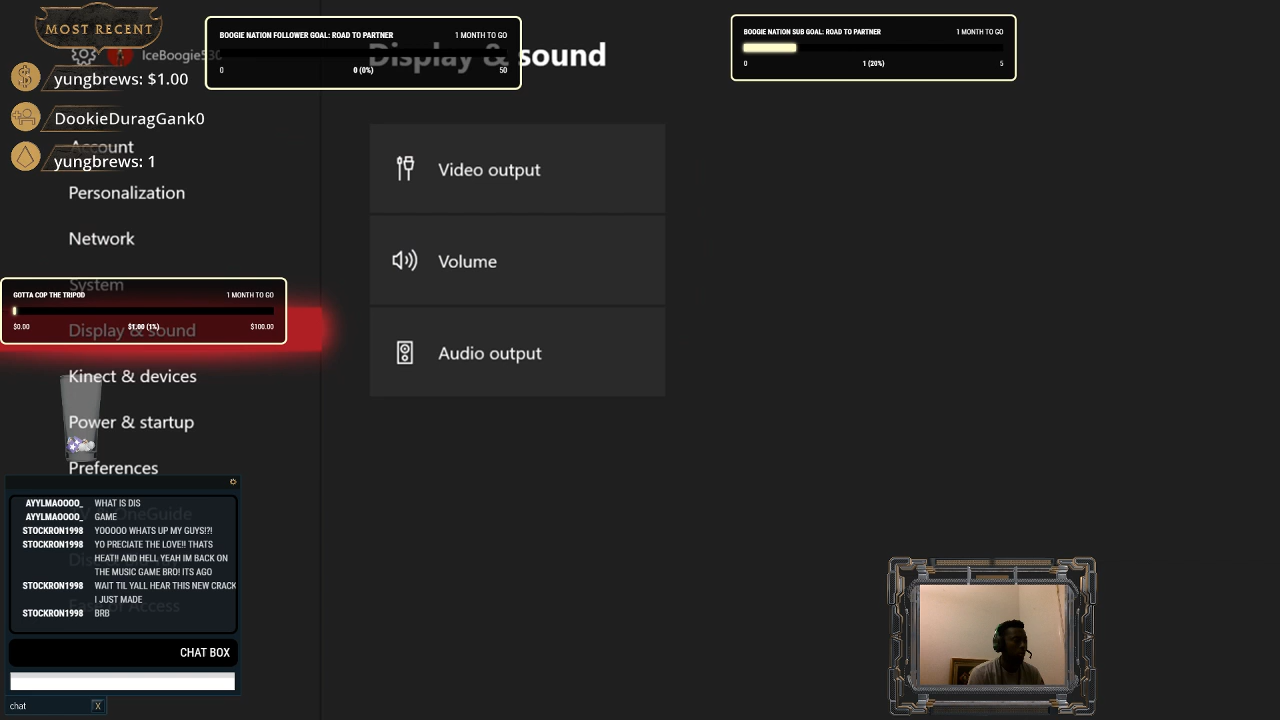 MOST RECENT
IceBoogie530
yungbrews: $1.00
DookieDuragGank0
yungbrews: 1
BOOGIE NATION FOLLOWER GOAL: ROAD TO PARTNER 1 MONTH TO GO
0 0 (0%) 50
BOOGIE NATION SUB GOAL: ROAD TO PARTNER 1 MONTH TO GO
0 1 (20%) 5
Display & sound
Account
Personalization
Network
System
GOTTA COP THE TRIPOD 1 MONTH TO GO
$0.00 $1.00 (1%) $100.00
Display & sound
Kinect & devices
Power & startup
Preferences
Video output
Volume
Audio output
AYYLMAOOOO_ WHAT IS DIS
AYYLMAOOOO_ GAME
STOCKRON1998 YOOOOO WHATS UP MY GUYS!?!
STOCKRON1998 YO PRECIATE THE LOVE!! THATS
HEAT!! AND HELL YEAH IM BACK ON
THE MUSIC GAME BRO! ITS AGO
STOCKRON1998 WAIT TIL YALL HEAR THIS NEW CRACK
I JUST MADE
STOCKRON1998 BRB
OneGuide
Ease of Access
CHAT BOX
chat X